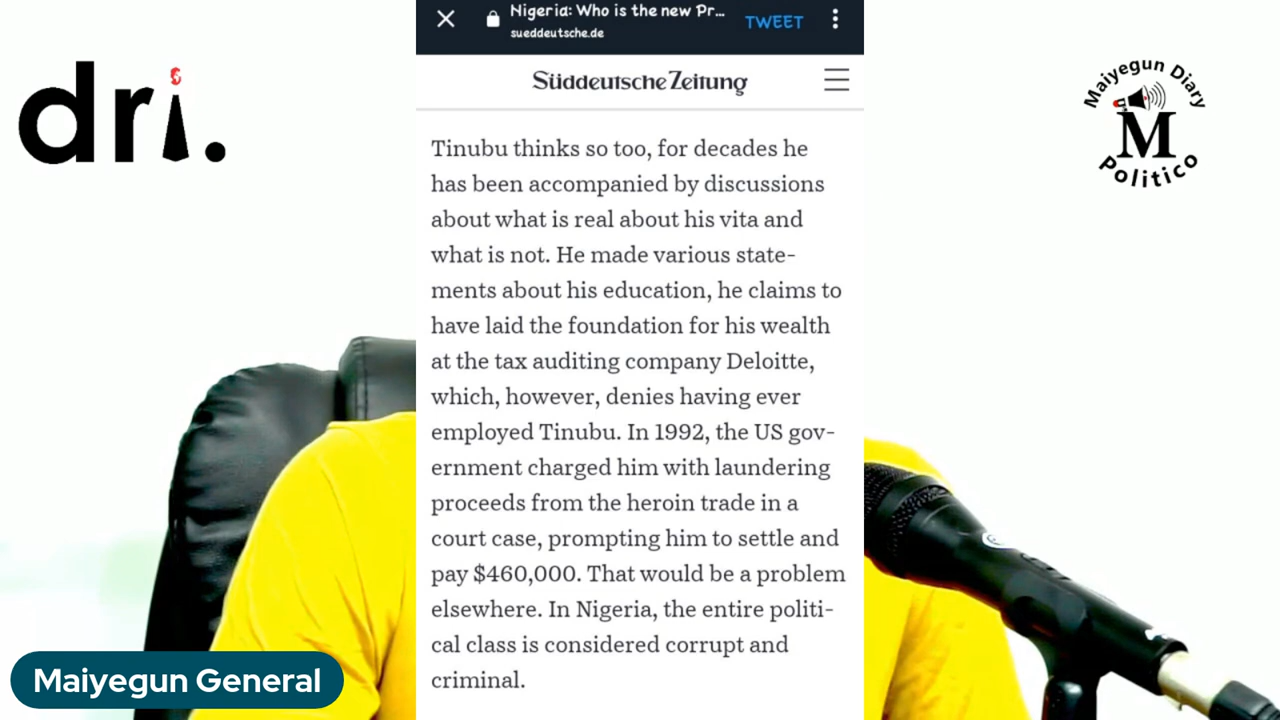 Nigeria: Who is the new Pr...
sueddeutsche.de
TWEET
Süddeutsche Zeitung
dri.
Maiyegun Diary
M
Politico
Tinubu thinks so too, for decades he
has been accompanied by discussions
about what is real about his vita and
what is not. He made various state-
ments about his education, he claims to
have laid the foundation for his wealth
at the tax auditing company Deloitte,
which, however, denies having ever
employed Tinubu. In 1992, the US gov-
ernment charged him with laundering
proceeds from the heroin trade in a
court case, prompting him to settle and
pay $460,000. That would be a problem
elsewhere. In Nigeria, the entire politi-
cal class is considered corrupt and
criminal.
Maiyegun General